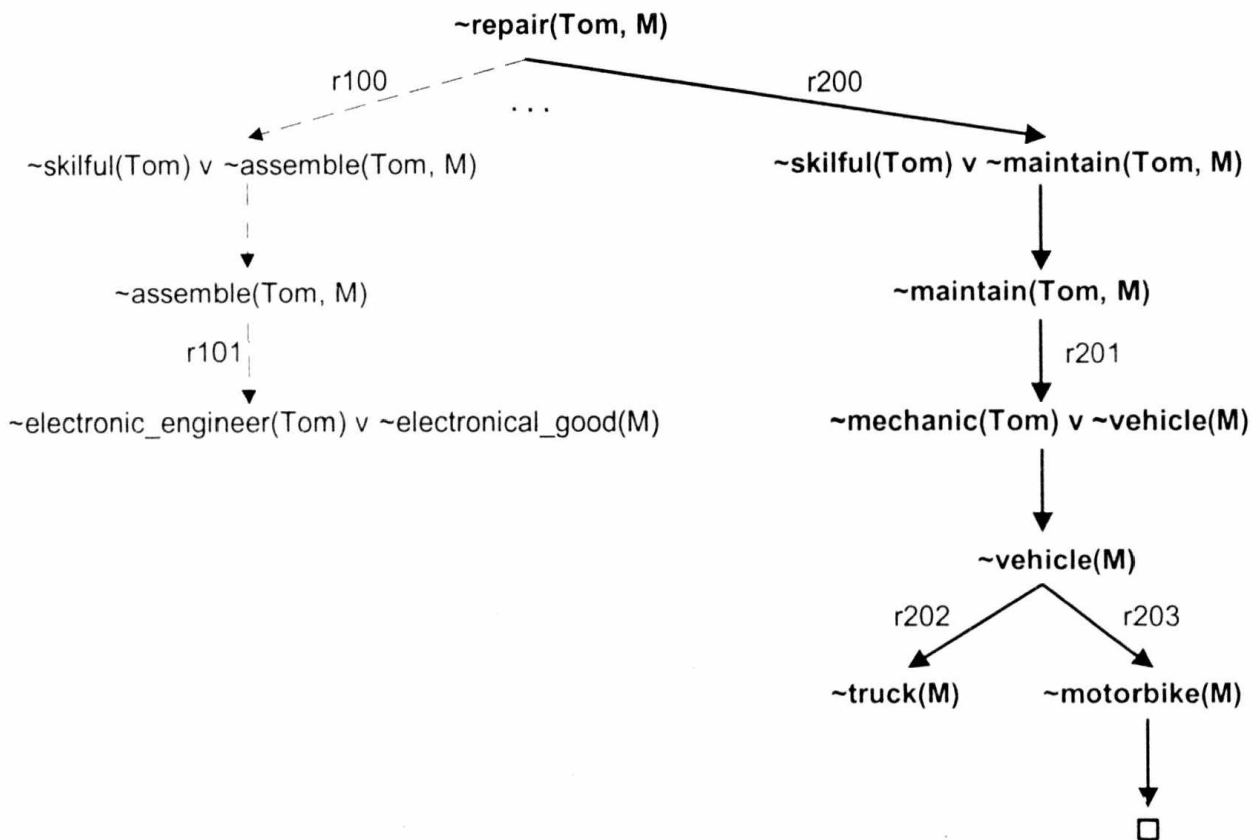 ~repair(Tom, M)
r100
r200
...
~skilful(Tom) v ~assemble(Tom, M)
~skilful(Tom) v ~maintain(Tom, M)
~assemble(Tom, M)
~maintain(Tom, M)
r101
r201
~electronic_engineer(Tom) v ~electronical_good(M)
~mechanic(Tom) v ~vehicle(M)
~vehicle(M)
r202
r203
~truck(M)
~motorbike(M)